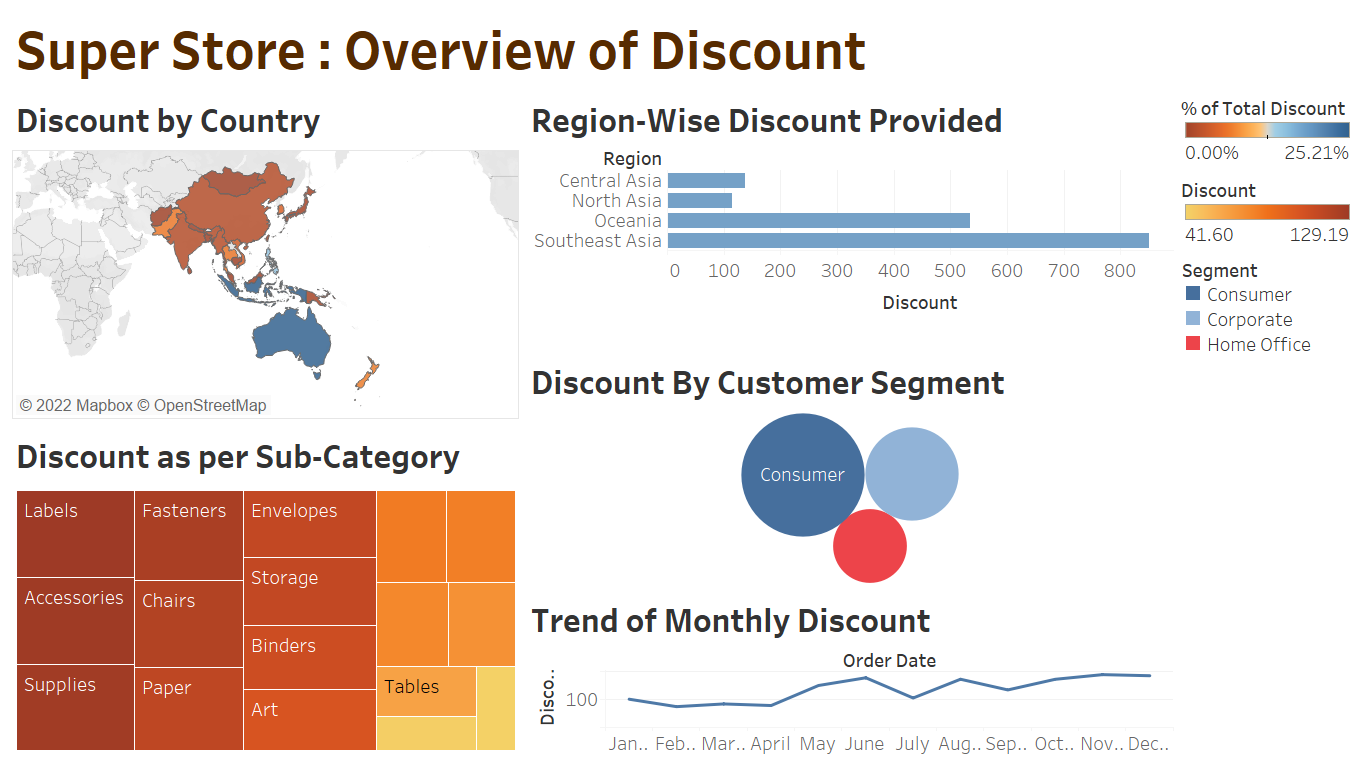 Super Store : Overview of Discount
Discount by Country
© 2022 Mapbox © OpenStreetMap
Region-Wise Discount Provided
Region
Central Asia
North Asia
Oceania
Southeast Asia
0 100 200 300 400 500 600 700 800
Discount
% of Total Discount
0.00% 25.21%
Discount
41.60 129.19
Segment
Consumer
Corporate
Home Office
Discount By Customer Segment
Consumer
Discount as per Sub-Category
Labels
Accessories
Supplies
Fasteners
Chairs
Paper
Envelopes
Storage
Binders
Art
Tables
Trend of Monthly Discount
Order Date
Disco..
100
Jan.. Feb.. Mar.. April May June July Aug.. Sep.. Oct.. Nov.. Dec..